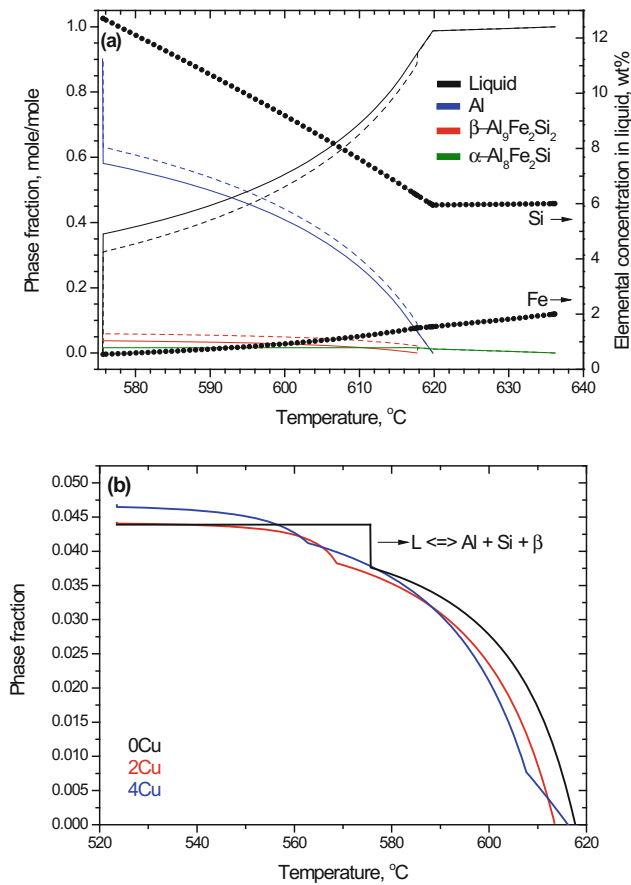 (a)
1.0
0.8
0.6
0.4
0.2
0.0
Phase fraction, mole/mole
12
10
8
6
4
2
0
Elemental concentration in liquid, wt%
Liquid
Al
β-Al₉Fe₂Si₂
α-Al₈Fe₂Si
Si
Fe
580 590 600 610 620 630 640
Temperature, °C
(b)
0.050
0.045
0.040
0.035
0.030
0.025
0.020
0.015
0.010
0.005
0.000
Phase fraction
L <=> Al + Si + β
0Cu
2Cu
4Cu
520 540 560 580 600 620
Temperature, °C